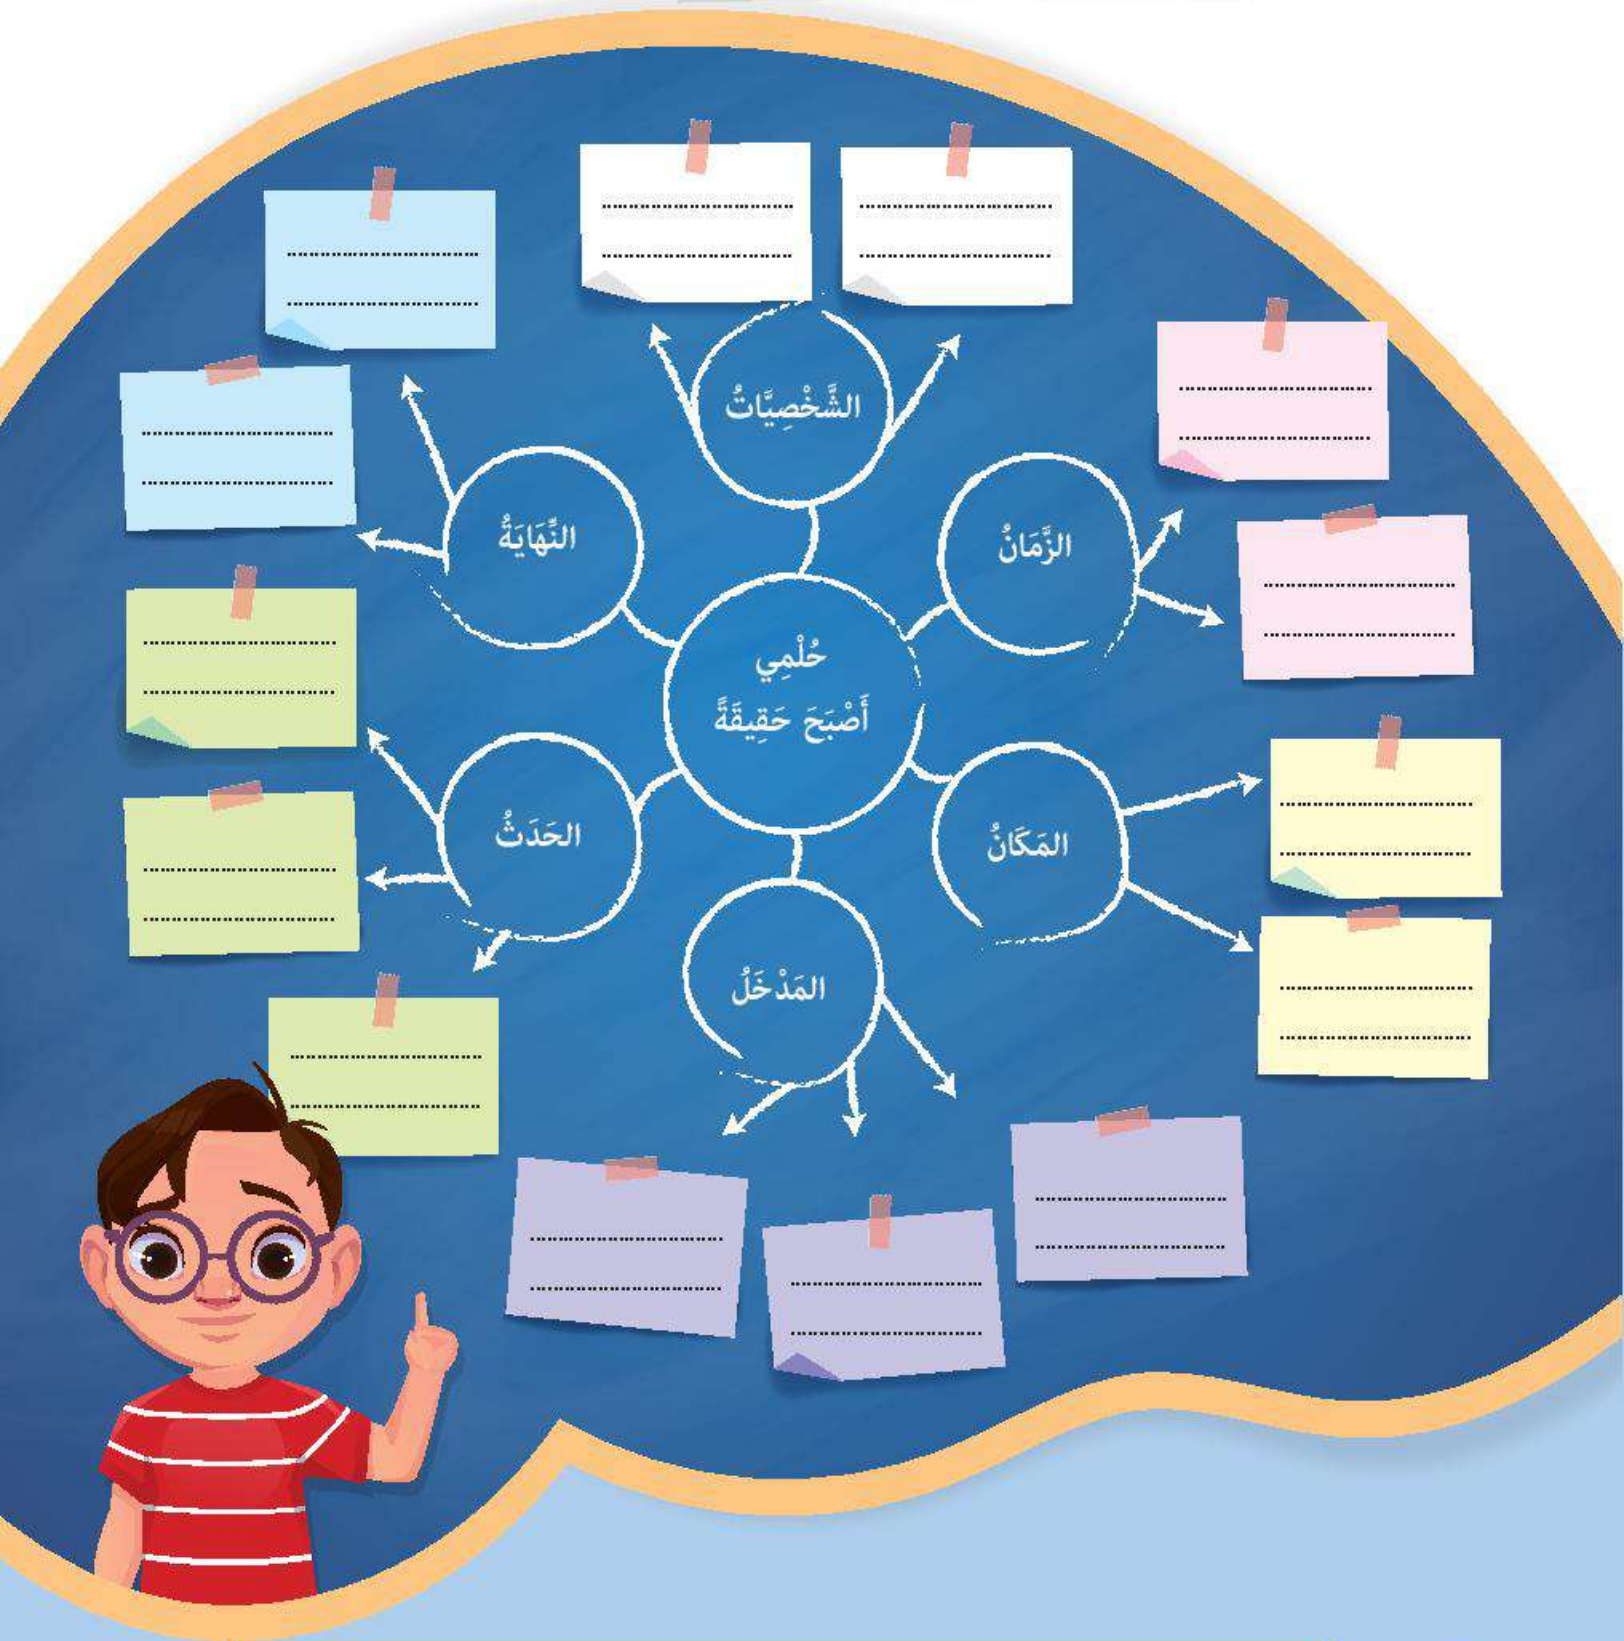 الشَّخْصِيَّاتُ
الزَّمَانُ
النِّهَايَةُ
حُلْمِي
أَصْبَحَ حَقِيقَةً
المَكَانُ
الحَدَثُ
المَدْخَلُ